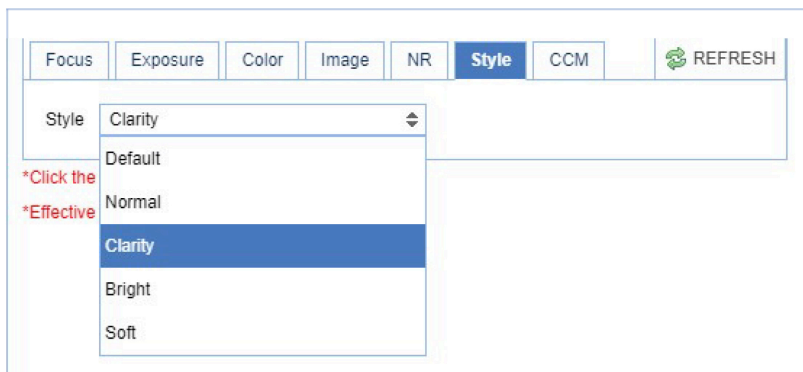 Focus Exposure Color Image NR Style CCM REFRESH
Style Clarity
Default
*Click the
Normal
*Effective
Clarity
Bright
Soft